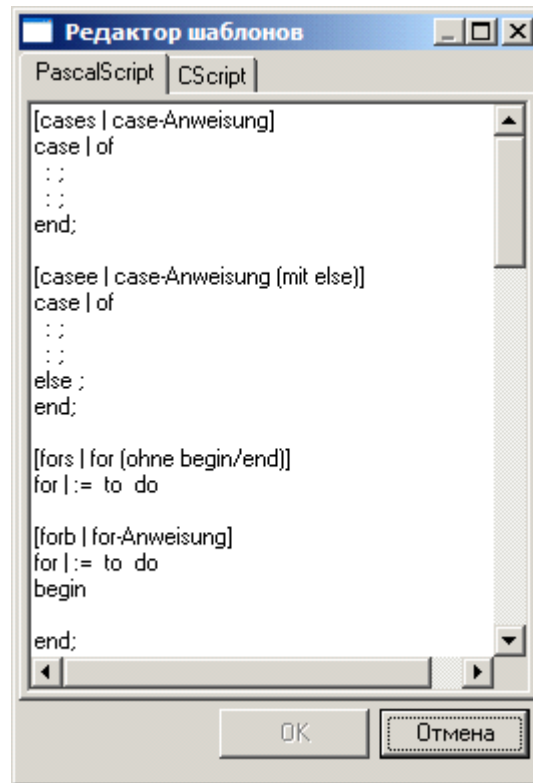 Редактор шаблонов
PascalScript CScript
[cases | case-Anweisung]
case | of
  : ;
  : ;
end;

[casee | case-Anweisung (mit else)]
case | of
  : ;
  : ;
else ;
end;

[fors | for (ohne begin/end)]
for | := to do

[forb | for-Anweisung]
for | := to do
begin

end;
OK Отмена